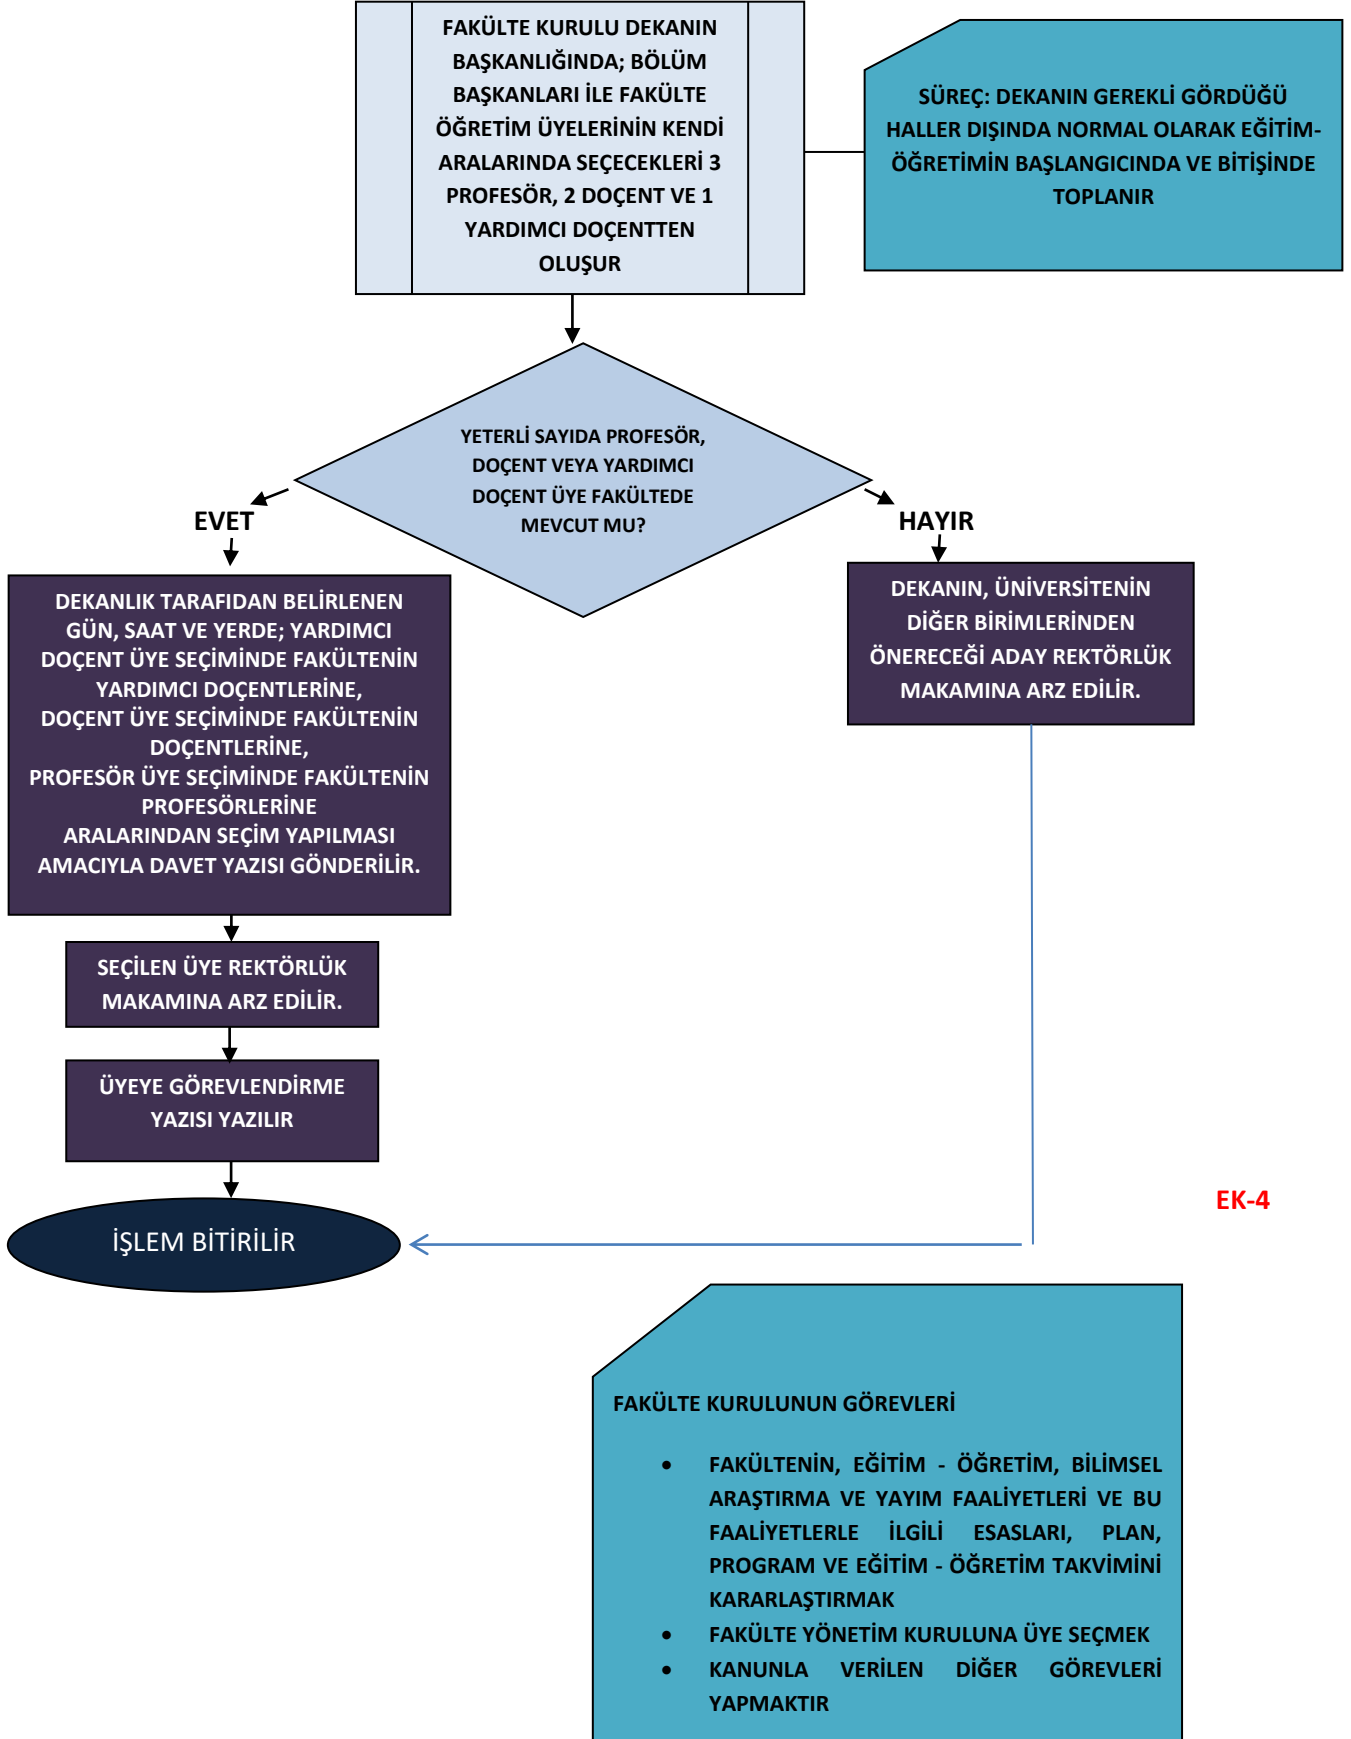 FAKÜLTE KURULU DEKANIN
BAŞKANLIĞINDA; BÖLÜM
BAŞKANLARI İLE FAKÜLTE
ÖĞRETİM ÜYELERİNİN KENDİ
ARALARINDA SEÇECEKLERİ 3
PROFESÖR, 2 DOÇENT VE 1
YARDIMCI DOÇENTTEN
OLUŞUR
SÜREÇ: DEKANIN GEREKLİ GÖRDÜĞÜ
HALLER DIŞINDA NORMAL OLARAK EĞİTİM-
ÖĞRETİMİN BAŞLANGICINDA VE BİTİŞİNDE
TOPLANIR
YETERLİ SAYIDA PROFESÖR,
DOÇENT VEYA YARDIMCI
DOÇENT ÜYE FAKÜLTEDE
MEVCUT MU?
EVET
HAYIR
DEKANLIK TARAFIDAN BELİRLENEN
GÜN, SAAT VE YERDE; YARDIMCI
DOÇENT ÜYE SEÇİMİNDE FAKÜLTENİN
YARDIMCI DOÇENTLERİNE,
DOÇENT ÜYE SEÇİMİNDE FAKÜLTENİN
DOÇENTLERİNE,
PROFESÖR ÜYE SEÇİMİNDE FAKÜLTENİN
PROFESÖRLERİNE
ARALARINDAN SEÇİM YAPILMASI
AMACIYLA DAVET YAZISI GÖNDERİLİR.
DEKANIN, ÜNİVERSİTENİN
DİĞER BİRİMLERİNDEN
ÖNERECEĞİ ADAY REKTÖRLÜK
MAKAMINA ARZ EDİLİR.
SEÇİLEN ÜYE REKTÖRLÜK
MAKAMINA ARZ EDİLİR.
ÜYEYE GÖREVLENDİRME
YAZISI YAZILIR
İŞLEM BİTİRİLİR
EK-4
FAKÜLTE KURULUNUN GÖREVLERİ
• FAKÜLTENİN, EĞİTİM - ÖĞRETİM, BİLİMSEL
ARAŞTIRMA VE YAYIM FAALİYETLERİ VE BU
FAALİYETLERLE İLGİLİ ESASLARI, PLAN,
PROGRAM VE EĞİTİM - ÖĞRETİM TAKVİMİNİ
KARARLAŞTIRMAK
• FAKÜLTE YÖNETİM KURULUNA ÜYE SEÇMEK
• KANUNLA VERİLEN DİĞER GÖREVLERİ
YAPMAKTIR